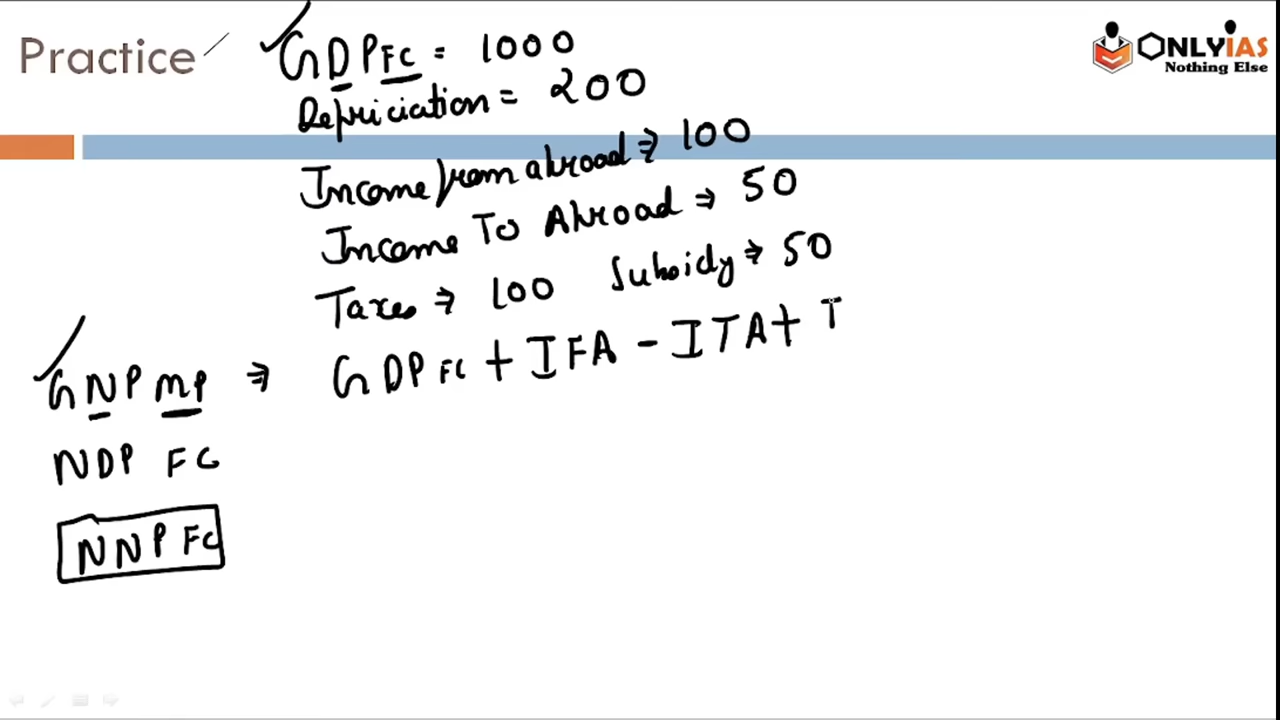 Practice
GDP FC = 1000
ONLYIAS
Nothing Else
Depriciation = 200
Income from abroad ⇒ 100
Income To Abroad ⇒ 50
Taxes ⇒ 100 Subsidy ⇒ 50
GNP MP ⇒ GDP FC + IFA - ITA + T
NDP FC
NNP FC